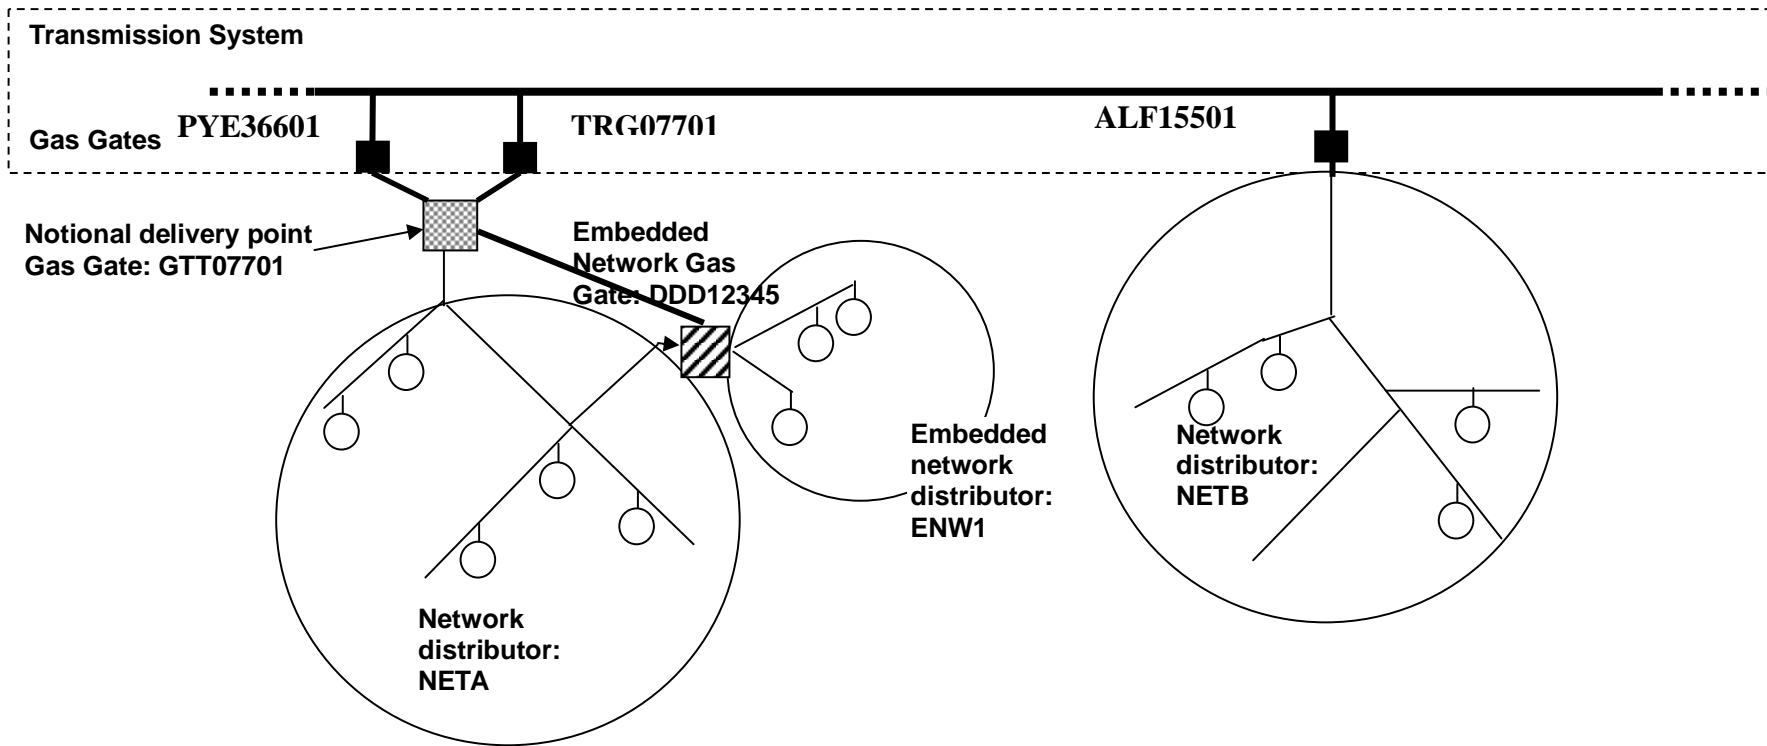 Transmission System
PYE36601
TRG07701
ALF15501
Gas Gates
Notional delivery point
Gas Gate: GTT07701
Embedded
Network Gas
Gate: DDD12345
Embedded
network
distributor:
ENW1
Network
distributor:
NETB
Network
distributor:
NETA